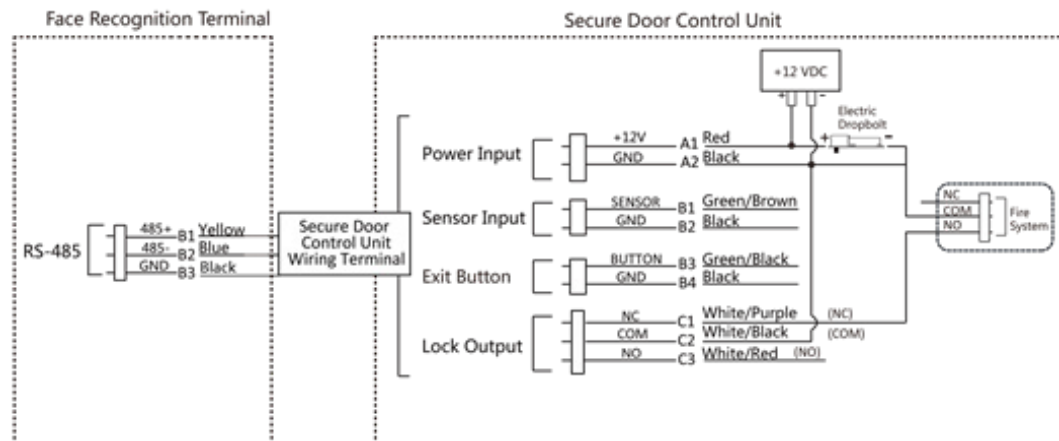 Face Recognition Terminal
Secure Door Control Unit
+12 VDC
+ -
Electric
Dropbolt
+ -
Power Input
+12V A1 Red
GND A2 Black
Sensor Input
SENSOR B1 Green/Brown
GND B2 Black
NC
COM
NO
Fire
System
RS-485
485+ B1 Yellow
485- B2 Blue
GND B3 Black
Secure Door
Control Unit
Wiring Terminal
Exit Button
BUTTON B3 Green/Black
GND B4 Black
Lock Output
NC C1 White/Purple (NC)
COM C2 White/Black (COM)
NO C3 White/Red (NO)